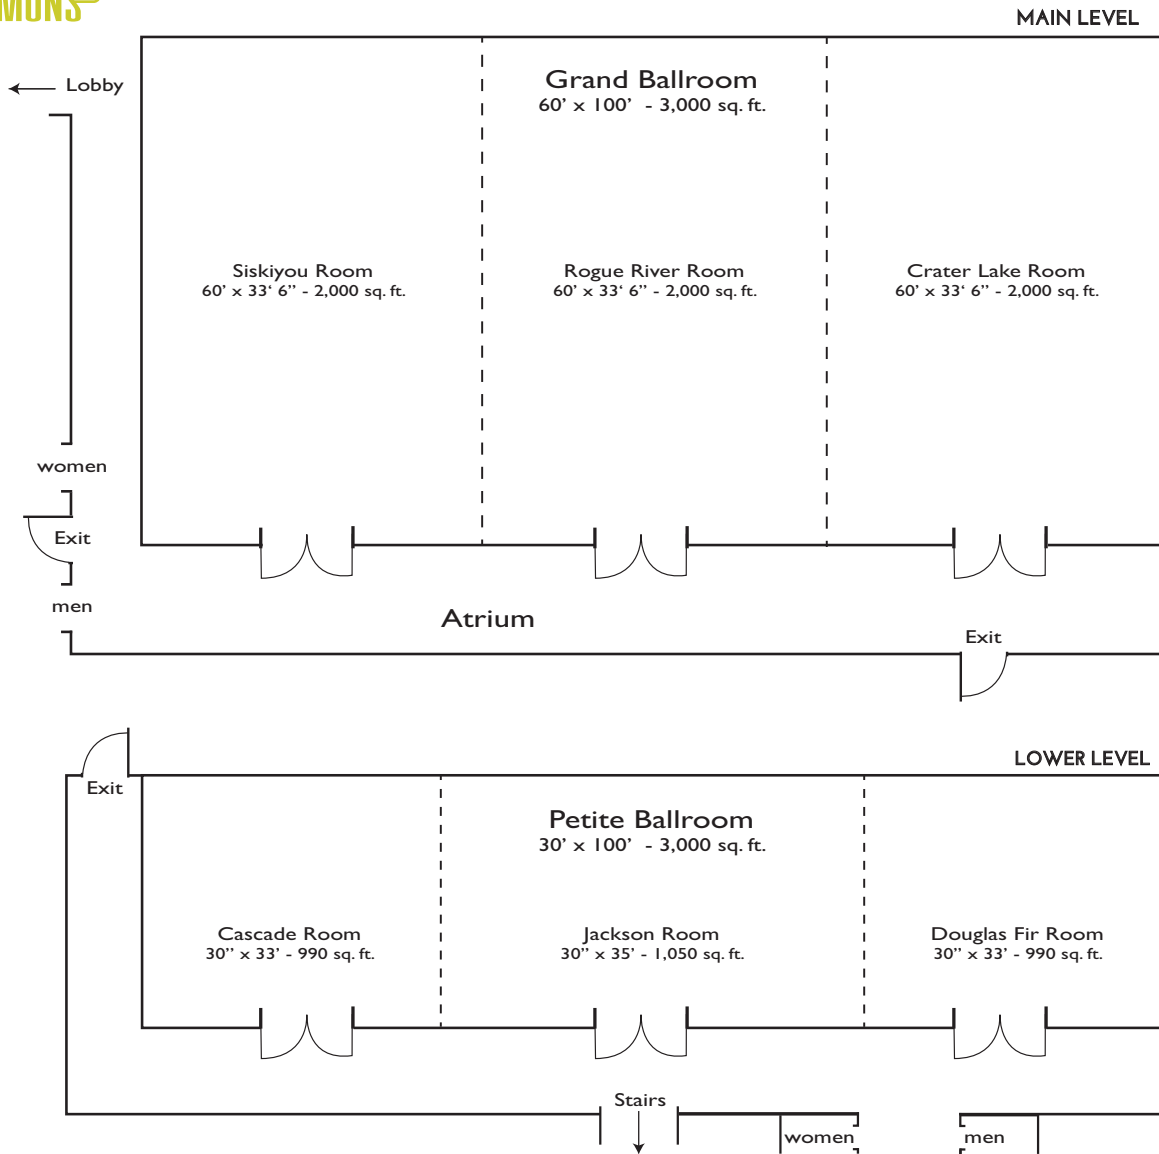 MAIN LEVEL
Lobby
Grand Ballroom
60’ x 100’ - 3,000 sq. ft.
Siskiyou Room
60’ x 33‘ 6” - 2,000 sq. ft.
Rogue River Room
60’ x 33‘ 6” - 2,000 sq. ft.
Crater Lake Room
60’ x 33‘ 6” - 2,000 sq. ft.
women
Exit
men
Atrium
Exit
LOWER LEVEL
Exit
Petite Ballroom
30’ x 100’ - 3,000 sq. ft.
Cascade Room
30” x 33’ - 990 sq. ft.
Jackson Room
30” x 35’ - 1,050 sq. ft.
Douglas Fir Room
30” x 33’ - 990 sq. ft.
Stairs
women
men